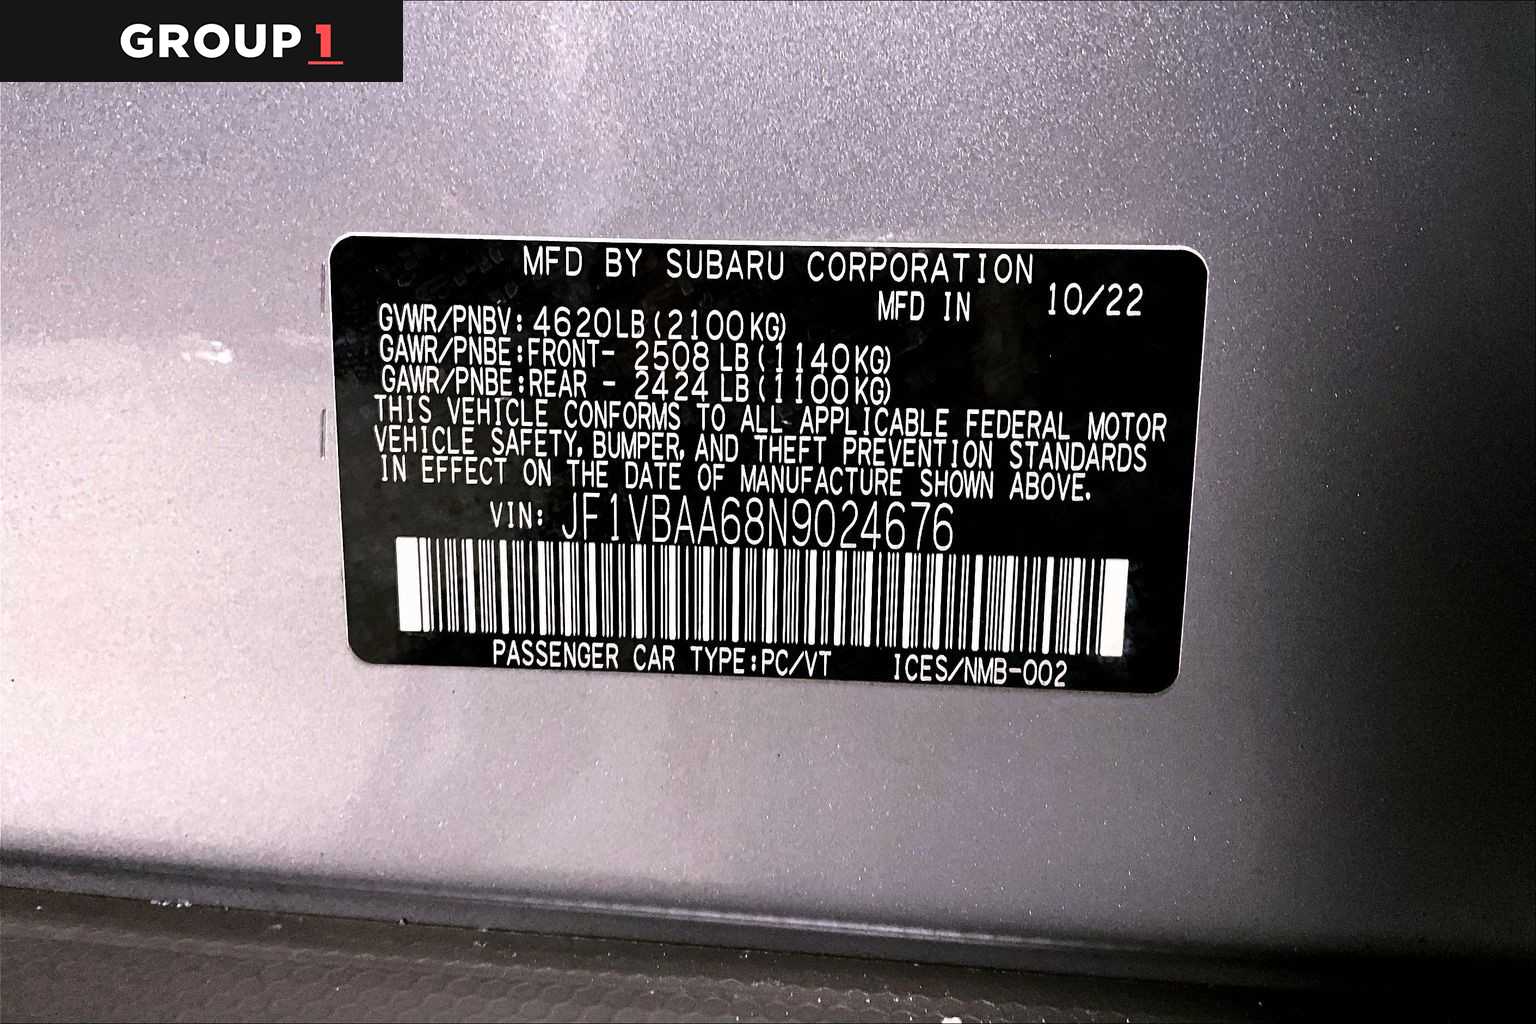 GROUP 1
MFD BY SUBARU CORPORATION
MFD IN 10/22
GVWR/PNBV: 4620LB (2100KG)
GAWR/PNBE:FRONT- 2508 LB (1140KG)
GAWR/PNBE:REAR - 2424 LB (1100KG)
THIS VEHICLE CONFORMS TO ALL APPLICABLE FEDERAL MOTOR
VEHICLE SAFETY, BUMPER, AND THEFT PREVENTION STANDARDS
IN EFFECT ON THE DATE OF MANUFACTURE SHOWN ABOVE.
VIN: JF1VBAA68N9024676
PASSENGER CAR TYPE:PC/VT ICES/NMB-002